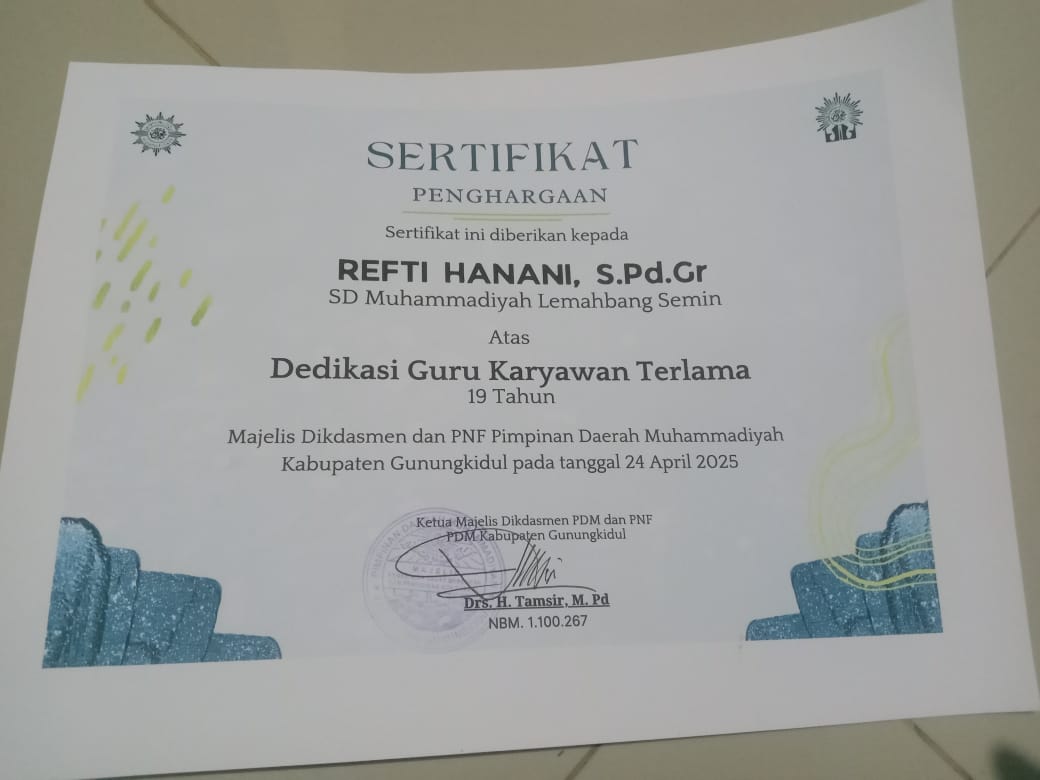 SERTIFIKAT
PENGHARGAAN
Sertifikat ini diberikan kepada
REFTI HANANI, S.Pd.Gr
SD Muhammadiyah Lemahbang Semin
Atas
Dedikasi Guru Karyawan Terlama
19 Tahun
Majelis Dikdasmen dan PNF Pimpinan Daerah Muhammadiyah
Kabupaten Gunungkidul pada tanggal 24 April 2025
Ketua Majelis Dikdasmen PDM dan PNF
PDM Kabupaten Gunungkidul
Drs. H. Tamsir, M. Pd
NBM. 1.100.267